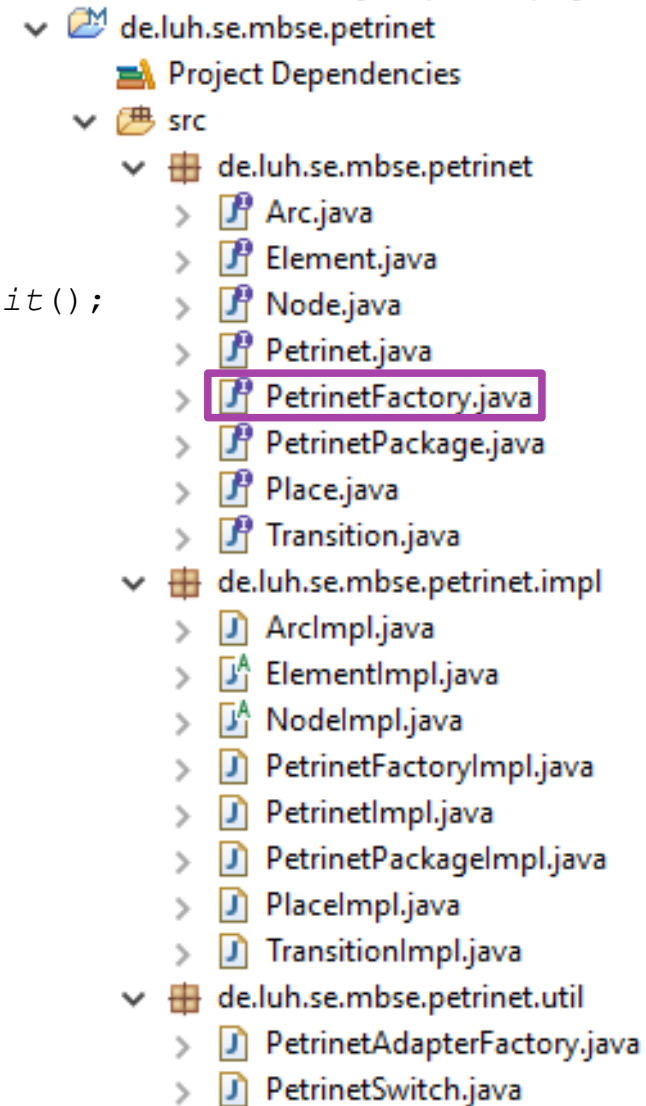 de.luh.se.mbse.petrinet
Project Dependencies
src
de.luh.se.mbse.petrinet
Arc.java
Element.java
it();
Node.java
Petrinet.java
PetrinetFactory.java
PetrinetPackage.java
Place.java
Transition.java
de.luh.se.mbse.petrinet.impl
ArcImpl.java
ElementImpl.java
NodeImpl.java
PetrinetFactoryImpl.java
PetrinetImpl.java
PetrinetPackageImpl.java
PlaceImpl.java
TransitionImpl.java
de.luh.se.mbse.petrinet.util
PetrinetAdapterFactory.java
PetrinetSwitch.java